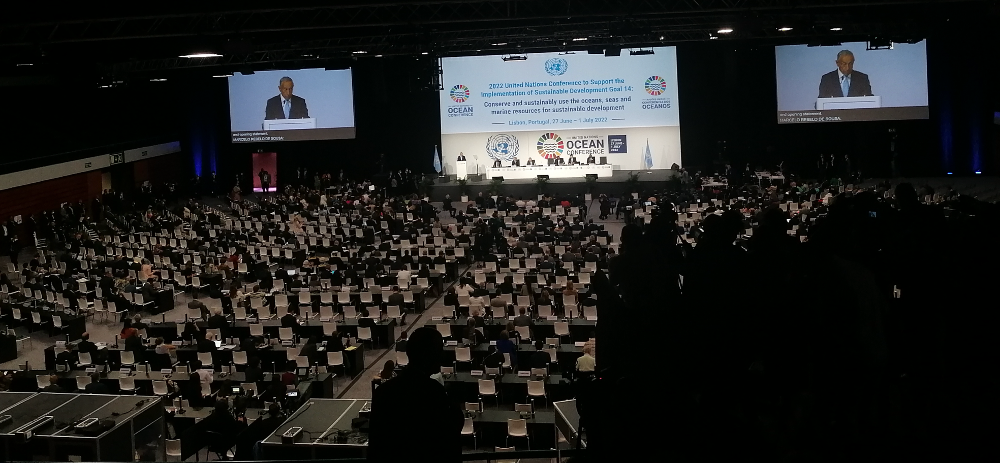 and opening statement.
MARCELO REBELO DE SOUSA:
UNITED NATIONS
OCEAN
CONFERENCE
2022 United Nations Conference to Support the
Implementation of Sustainable Development Goal 14:
Conserve and sustainably use the oceans, seas and
marine resources for sustainable development
Lisbon, Portugal, 27 June – 1 July 2022
NAÇÕES UNIDAS
CONFERÊNCIA DOS
OCEANOS
UNITED NATIONS
OCEAN
CONFERENCE
LISBON
27 JUNE -
1 JULY
2022
and opening statement.
MARCELO REBELO DE SOUSA: